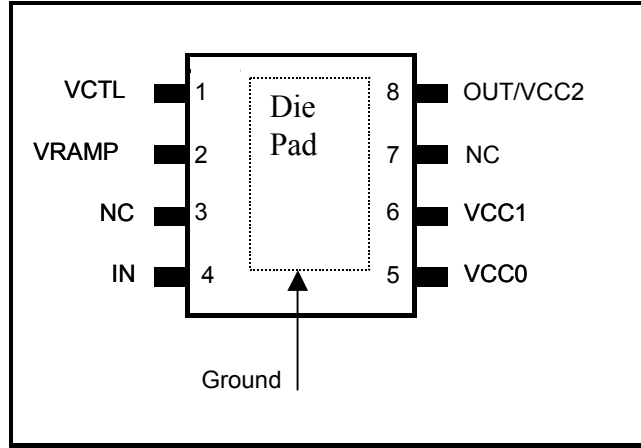 VCTL 1 Die 8 OUT/VCC2
VRAMP 2 Pad 7 NC
NC 3 6 VCC1
IN 4 5 VCC0
Ground